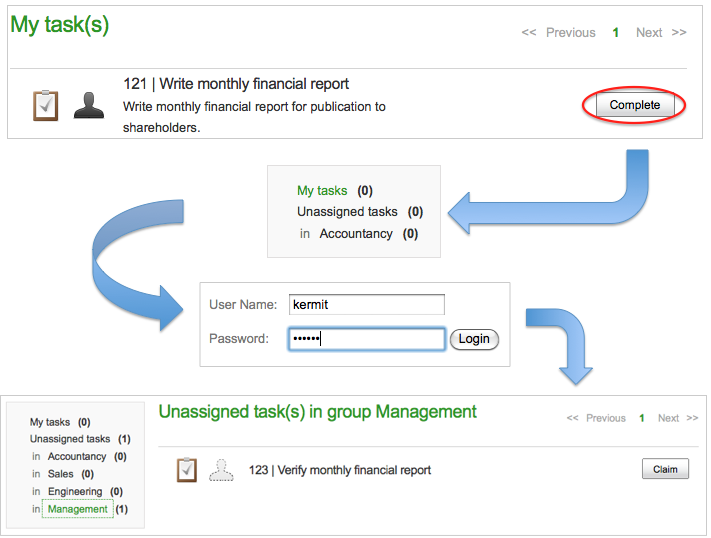 My task(s)
<< Previous 1 Next >>
121 | Write monthly financial report
Write monthly financial report for publication to
shareholders.
Complete
My tasks (0)
Unassigned tasks (0)
in Accountancy (0)
User Name: kermit
Password: •••••• Login
My tasks (0)
Unassigned tasks (1)
in Accountancy (0)
in Sales (0)
in Engineering (0)
in Management (1)
Unassigned task(s) in group Management
<< Previous 1 Next >>
123 | Verify monthly financial report
Claim